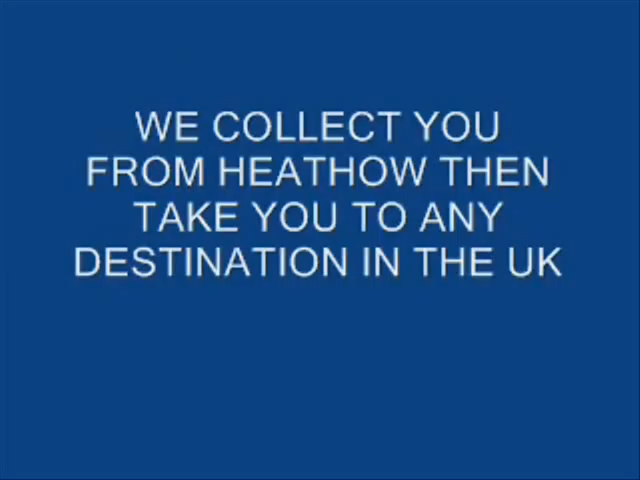 WE COLLECT YOU
FROM HEATHOW THEN
TAKE YOU TO ANY
DESTINATION IN THE UK